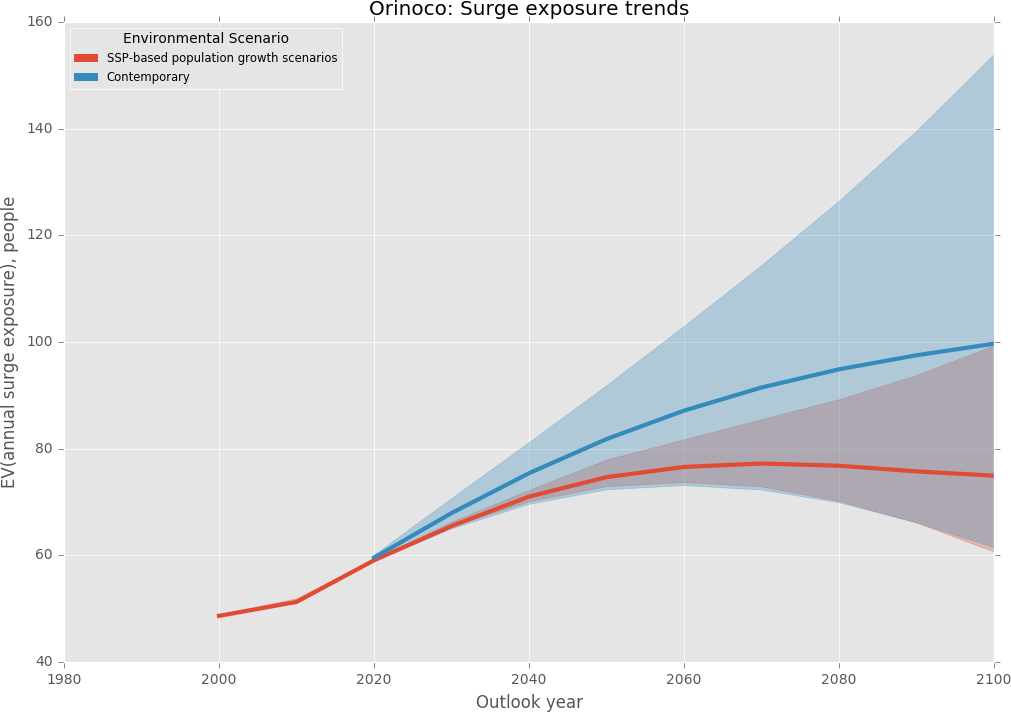 Orinoco: Surge exposure trends
Environmental Scenario
SSP-based population growth scenarios
Contemporary
EV(annual surge exposure), people
160
140
120
100
80
60
40
1980
2000
2020
2040
2060
2080
2100
Outlook year